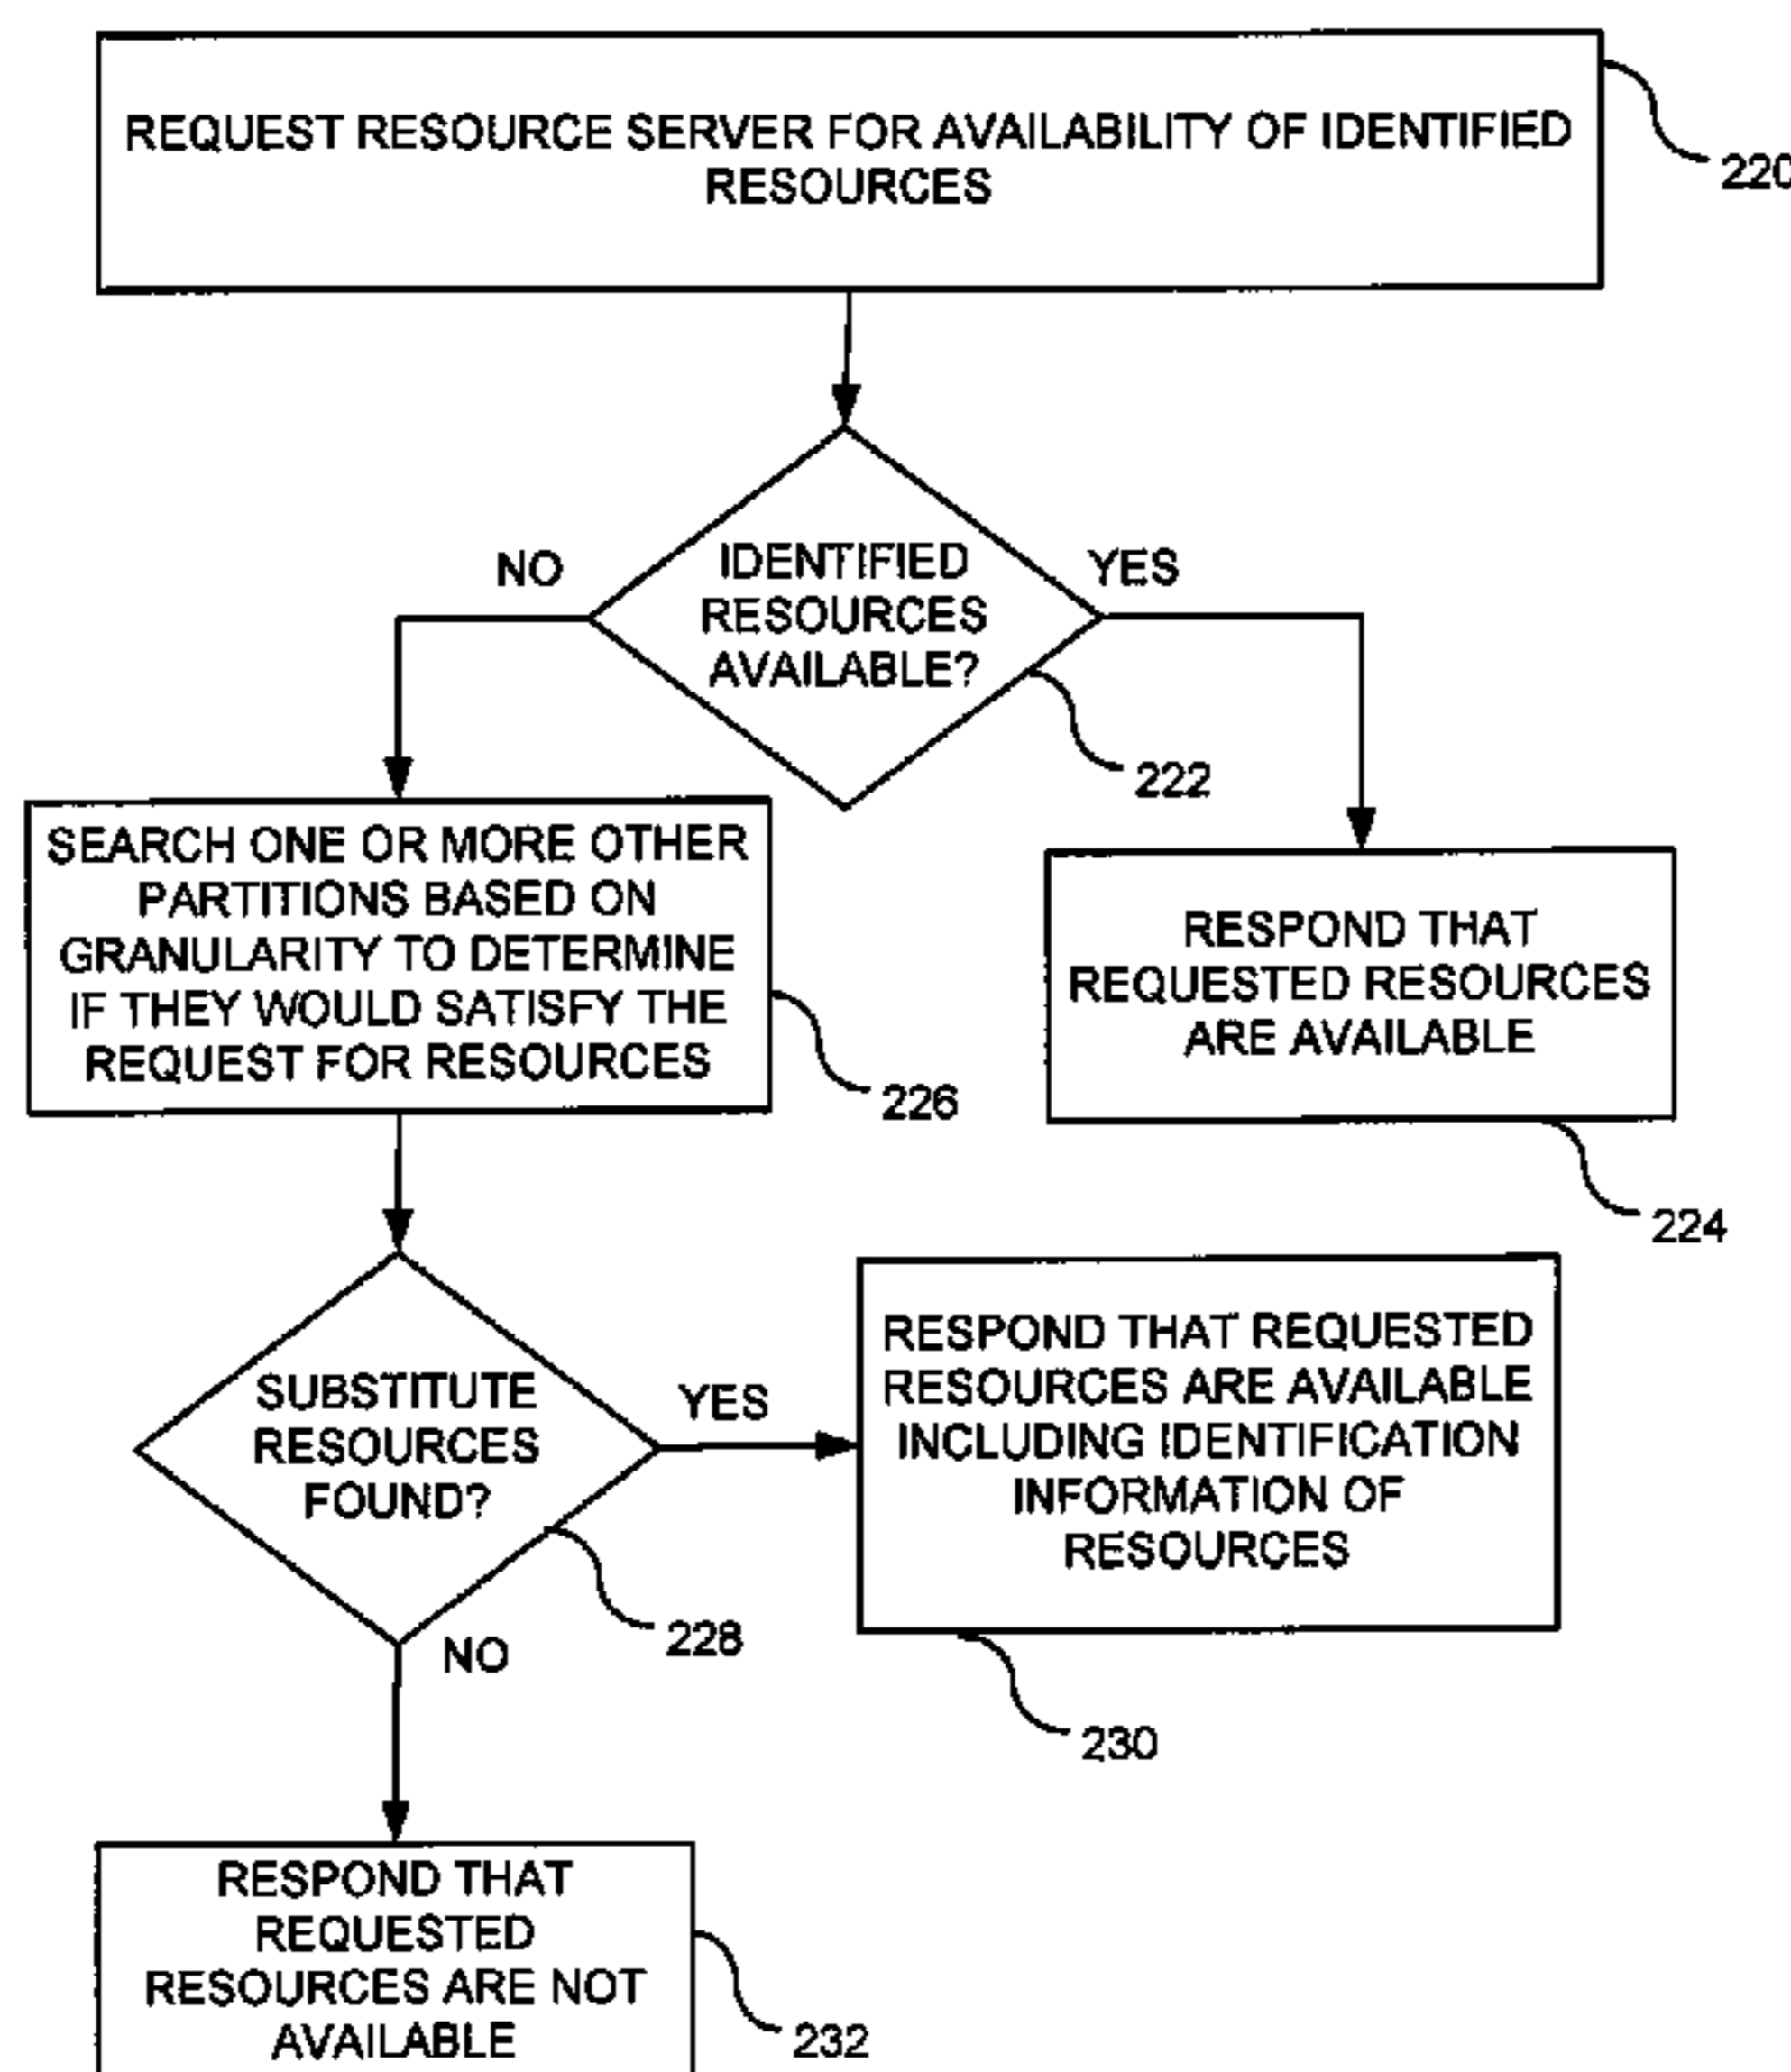 REQUEST RESOURCE SERVER FOR AVAILABILITY OF IDENTIFIED
RESOURCES
220
NO
IDENTIFIED
RESOURCES
AVAILABLE?
YES
222
SEARCH ONE OR MORE OTHER
PARTITIONS BASED ON
GRANULARITY TO DETERMINE
IF THEY WOULD SATISFY THE
REQUEST FOR RESOURCES
226
RESPOND THAT
REQUESTED RESOURCES
ARE AVAILABLE
224
SUBSTITUTE
RESOURCES
FOUND?
YES
228
NO
RESPOND THAT REQUESTED
RESOURCES ARE AVAILABLE
INCLUDING IDENTIFICATION
INFORMATION OF
RESOURCES
230
RESPOND THAT
REQUESTED
RESOURCES ARE NOT
AVAILABLE
232